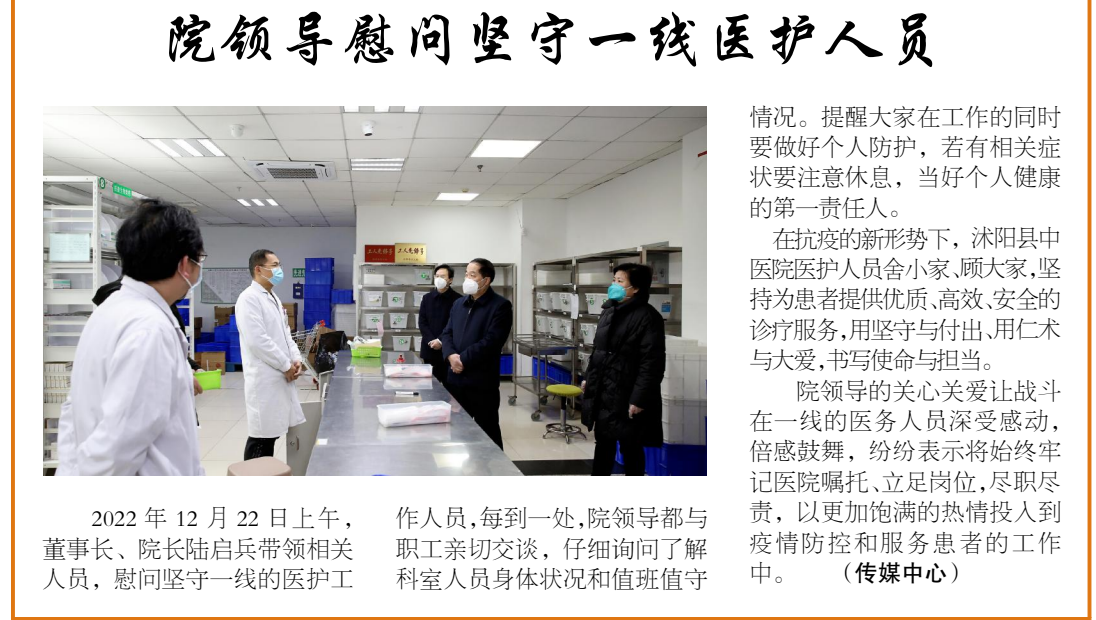 院领导慰问坚守一线医护人员
2022 年 12 月 22 日上午，
董事长、院长陆启兵带领相关
人员，慰问坚守一线的医护工
作人员，每到一处，院领导都与
职工亲切交谈，仔细询问了解
科室人员身体状况和值班值守
情况。提醒大家在工作的同时
要做好个人防护，若有相关症
状要注意休息，当好个人健康
的第一责任人。
在抗疫的新形势下，沭阳县中
医院医护人员舍小家、顾大家，坚
持为患者提供优质、高效、安全的
诊疗服务，用坚守与付出、用仁术
与大爱，书写使命与担当。
院领导的关心关爱让战斗
在一线的医务人员深受感动，
倍感鼓舞，纷纷表示将始终牢
记医院嘱托、立足岗位，尽职尽
责，以更加饱满的热情投入到
疫情防控和服务患者的工作
中。 （传媒中心）